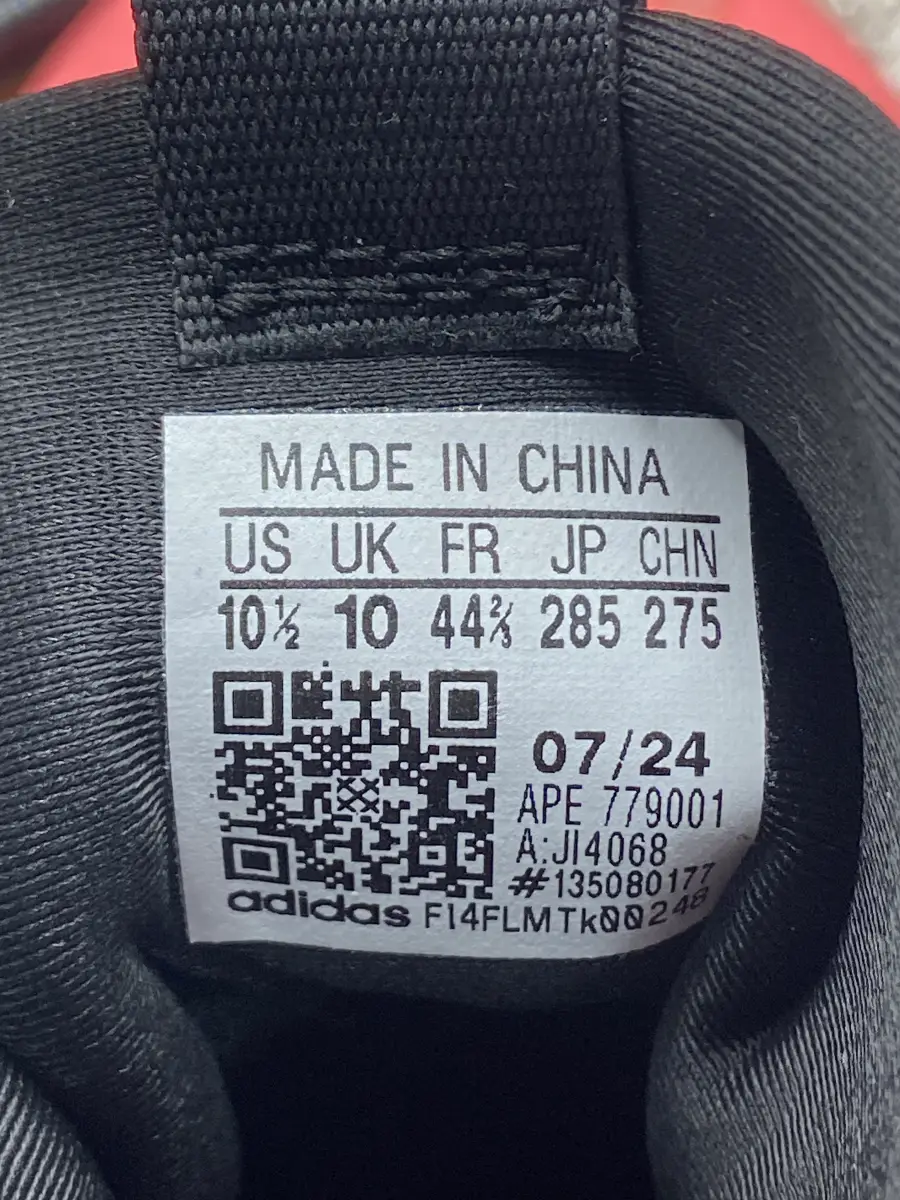 MADE IN CHINA
US UK FR JP CHN
10½ 10 44⅔ 285 275
07/24
APE 779001
A:JI4068
#135080177
adidas F14FLMTk00248